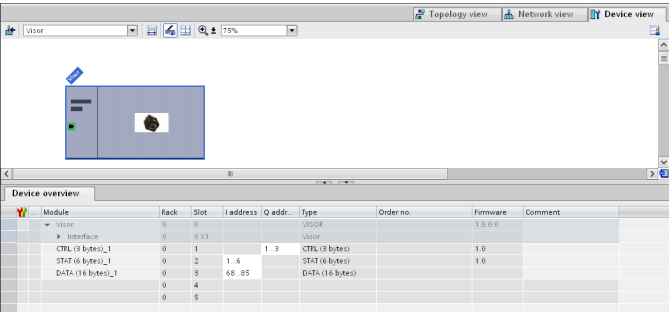 Topology view Network view Device view
Visor 75%
Visor
Device overview
... Module Rack Slot I address Q addr... Type Order no. Firmware Comment
Visor 0 0 VISOR 1.0.0.0
Interface 0 0 X1 Visor
CTRL (3 bytes)_1 0 1 1...3 CTRL (3 bytes) 1.0
STAT (6 bytes)_1 0 2 1...6 STAT (6 bytes) 1.0
DATA (16 bytes)_1 0 3 68...85 DATA (16 bytes)
0 4
0 5